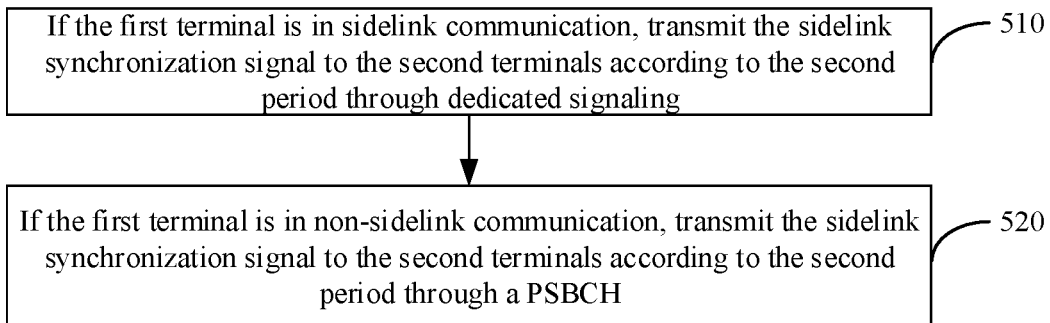 If the first terminal is in sidelink communication, transmit the sidelink
synchronization signal to the second terminals according to the second
period through dedicated signaling
510
If the first terminal is in non-sidelink communication, transmit the sidelink
synchronization signal to the second terminals according to the second
period through a PSBCH
520